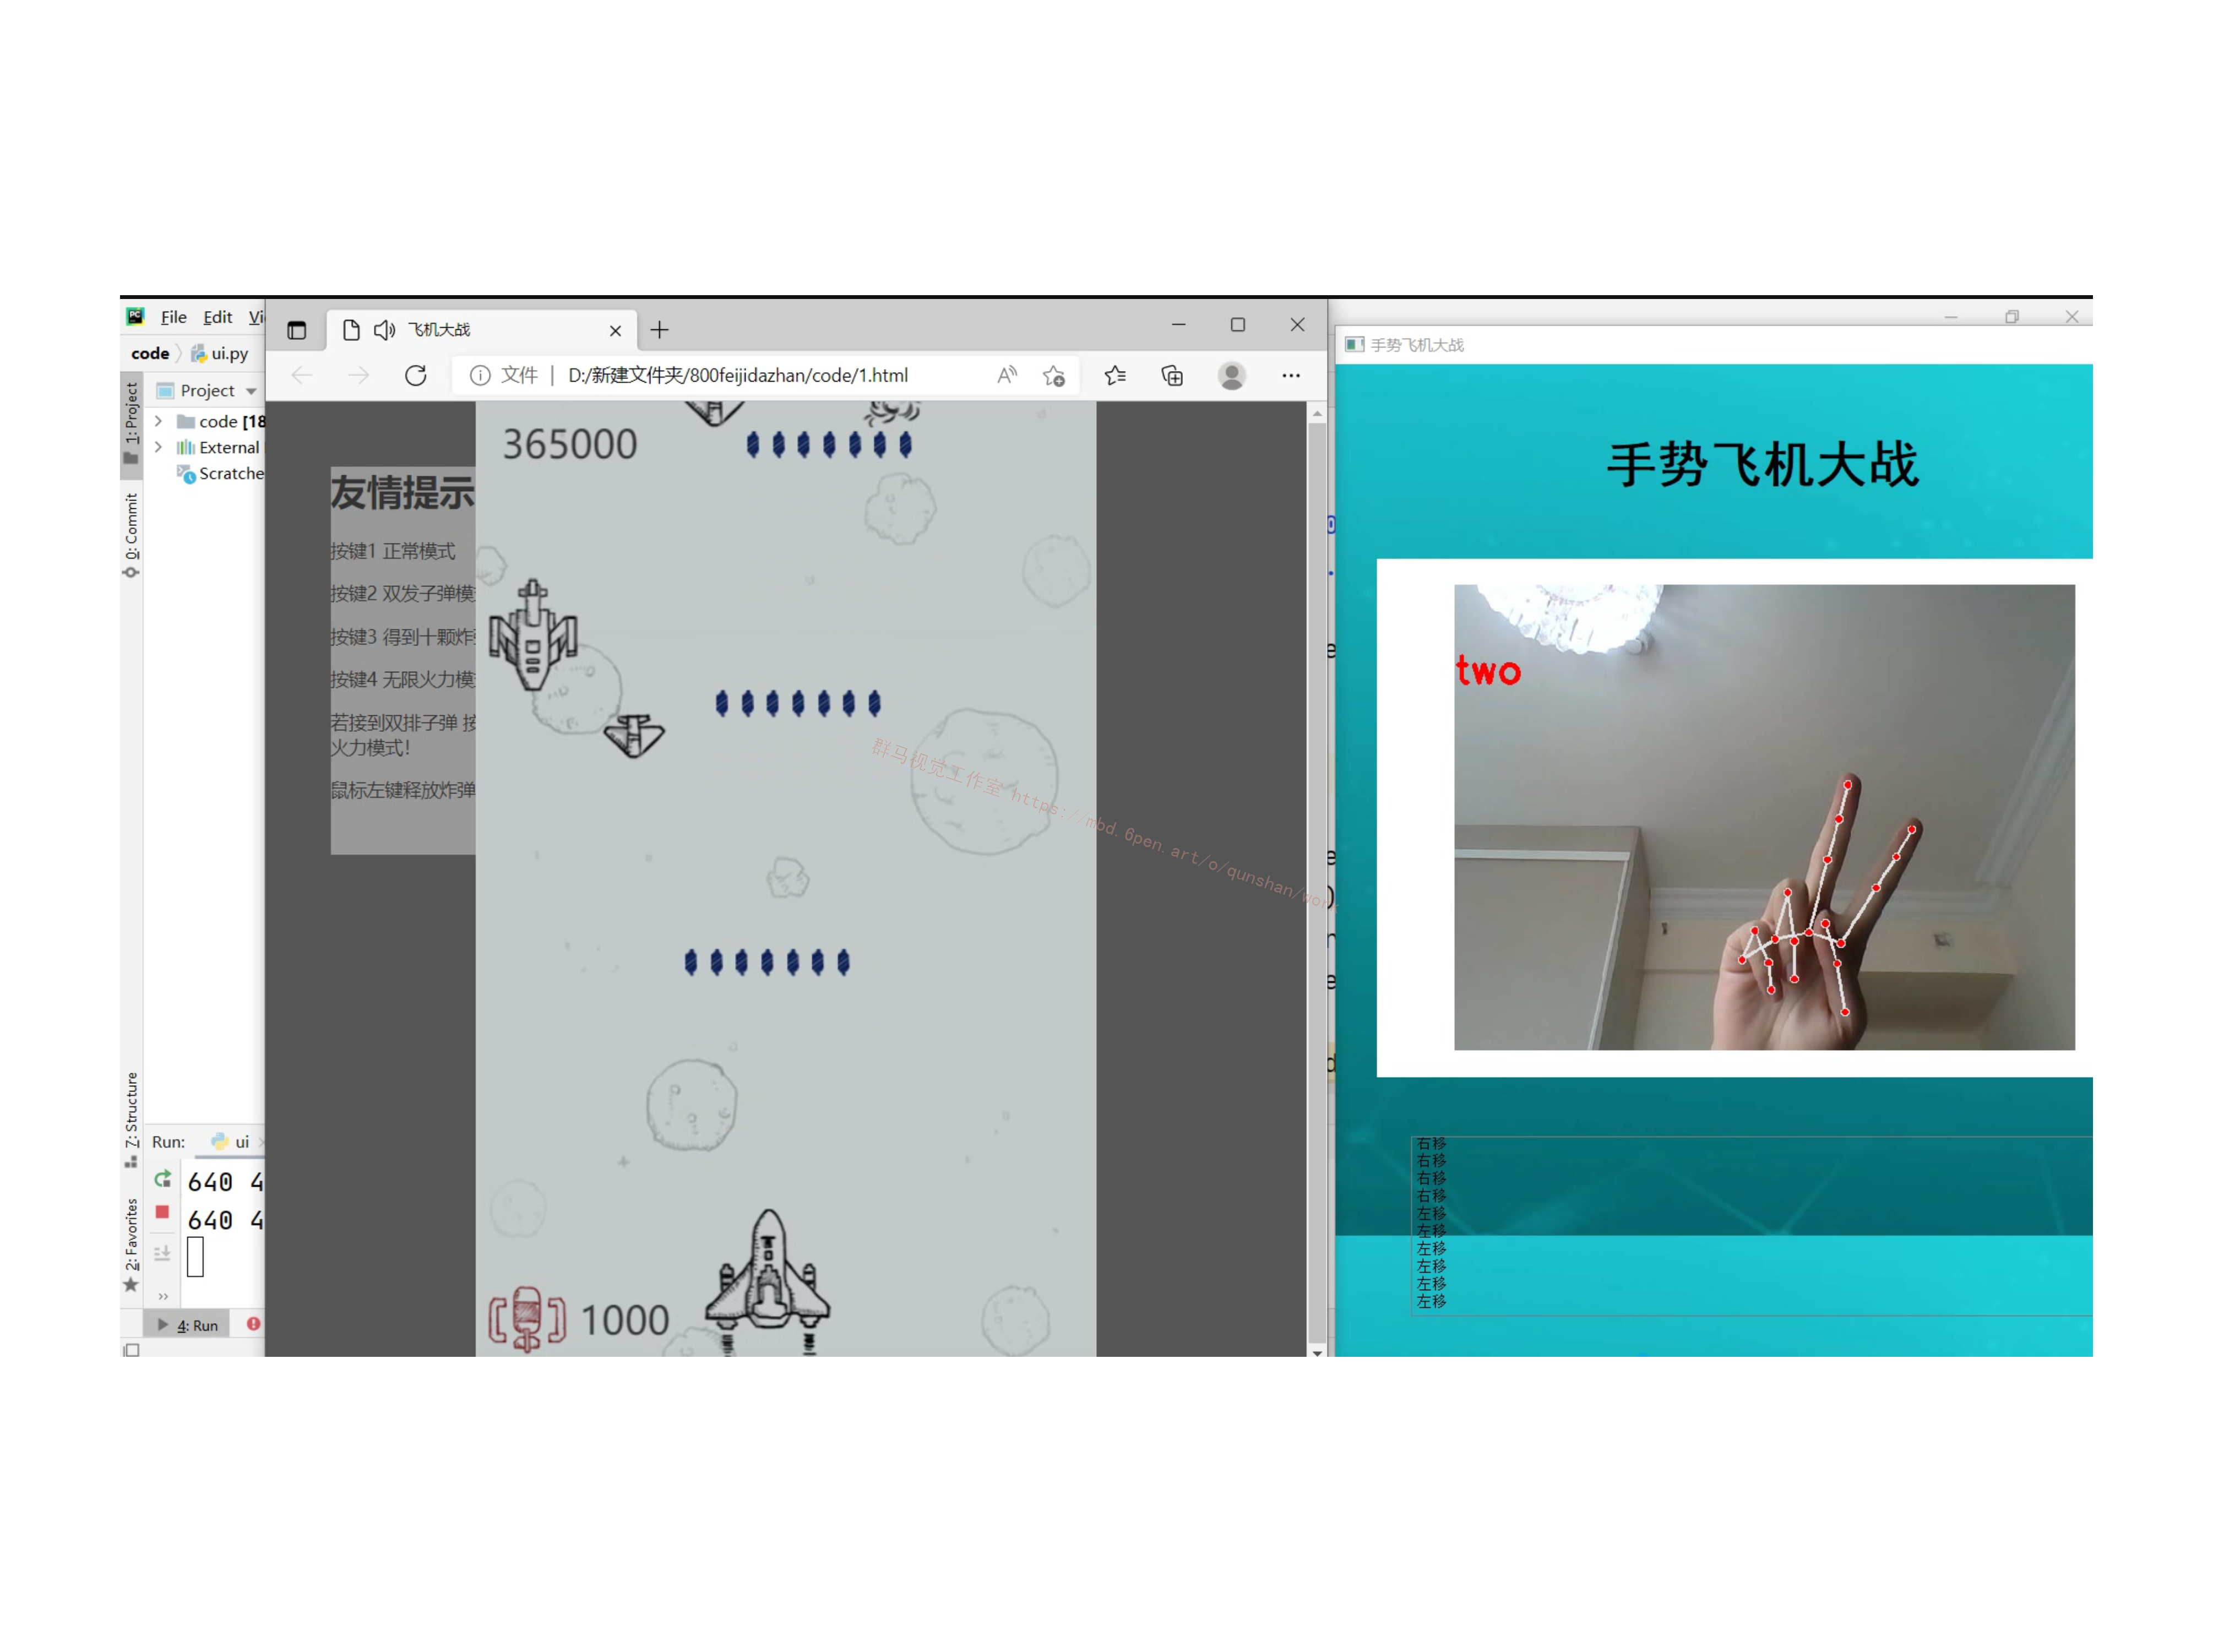 File Edit Vi
code ui.py
1: Project
Project
code [18
External
Scratche
0: Commit
7: Structure
2: Favorites
Run: ui
640 4
640 4
4: Run
飞机大战
文件 | D:/新建文件夹/800feijidazhan/code/1.html
365000
友情提示
按键1 正常模式
按键2 双发子弹模
按键3 得到十颗炸
按键4 无限火力模
若接到双排子弹 按
火力模式！
鼠标左键释放炸弹
1000
群马视觉工作室 https://mbd.6pen.art/o/qunshan/wor
手势飞机大战
手势飞机大战
two
右移
右移
右移
右移
左移
左移
左移
左移
左移
左移